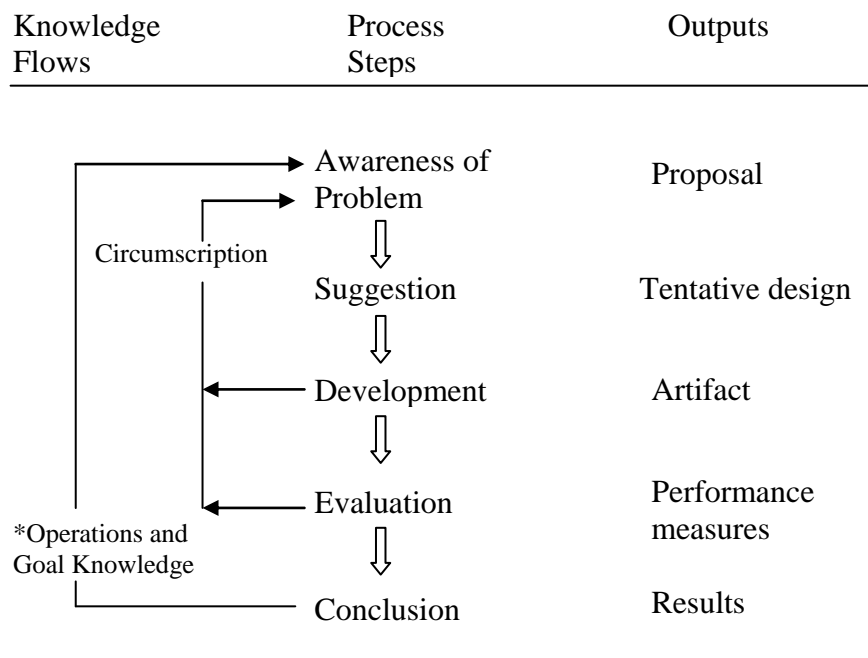 Knowledge Flows
Process Steps
Outputs
Awareness of Problem
Proposal
Circumscription
Suggestion
Tentative design
Development
Artifact
Evaluation
Performance measures
*Operations and Goal Knowledge
Conclusion
Results